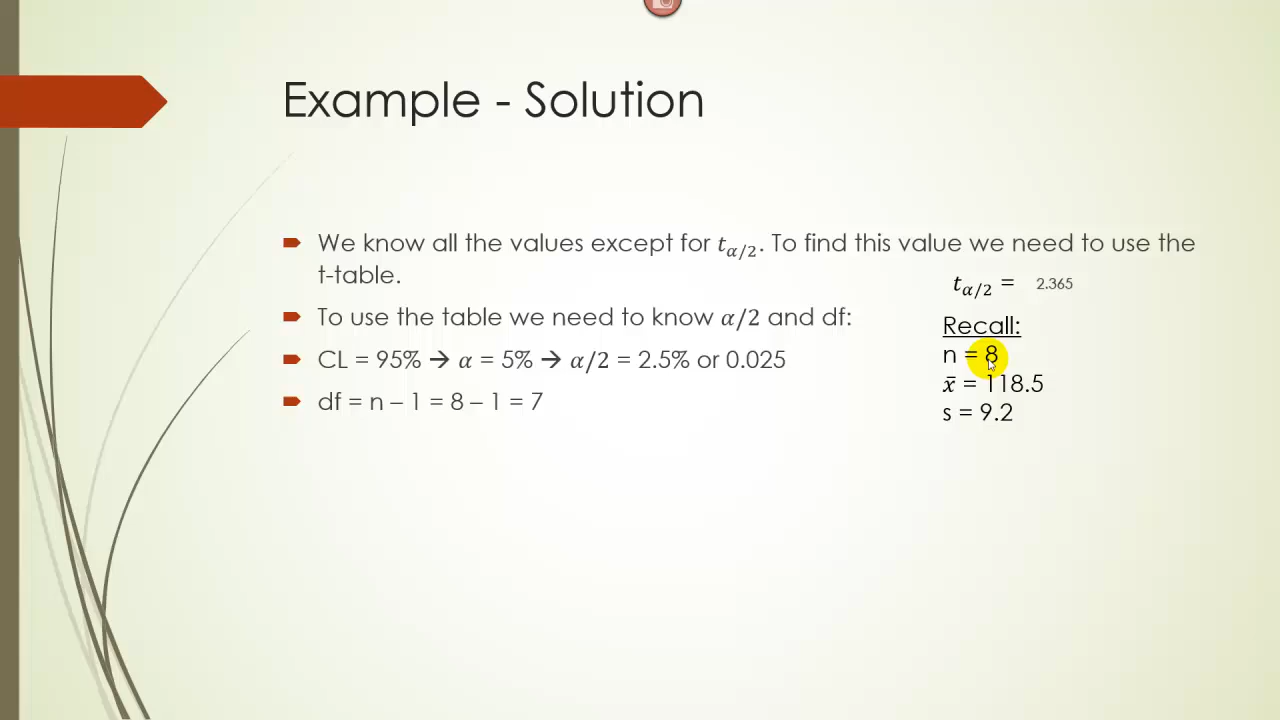 Example - Solution
We know all the values except for 𝑡𝛼/2. To find this value we need to use the
t-table.
𝑡𝛼/2 = 2.365
To use the table we need to know 𝛼/2 and df:
CL = 95% → 𝛼 = 5% → 𝛼/2 = 2.5% or 0.025
df = n – 1 = 8 – 1 = 7
Recall:
n = 8
x̄ = 118.5
s = 9.2